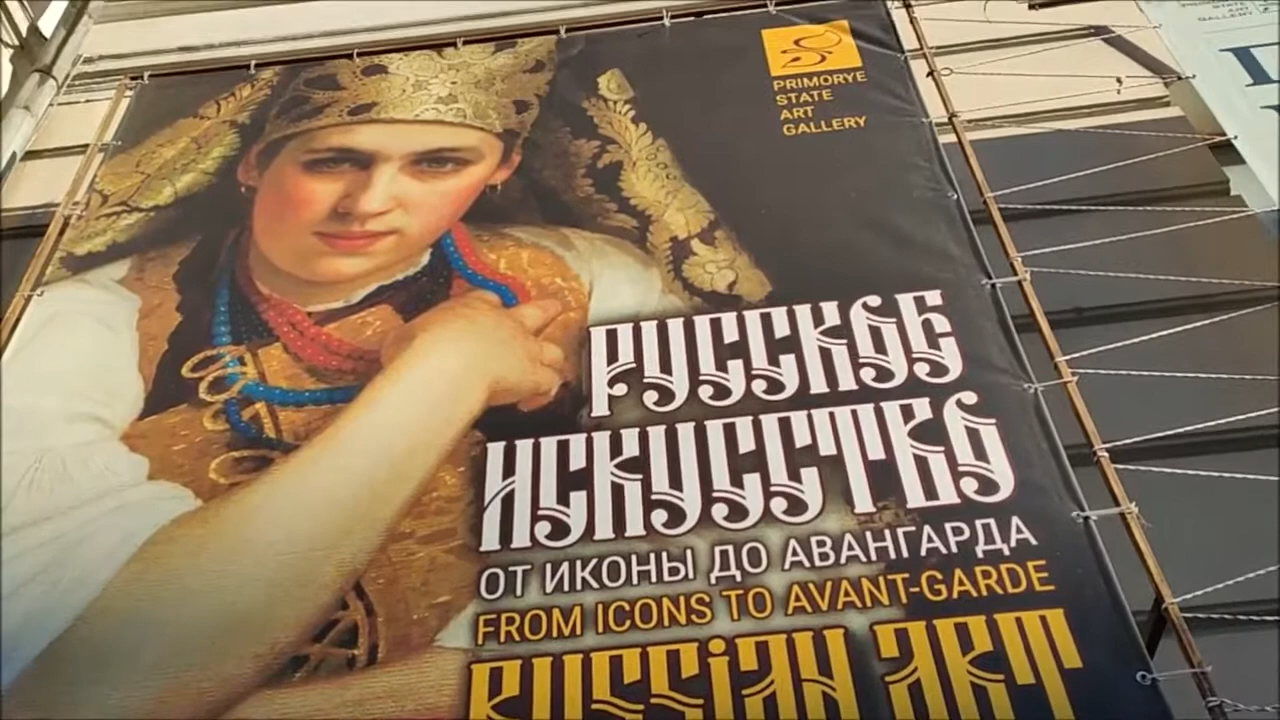 PRIMORYE
STATE
ART
GALLERY
РУССКОЕ
ИСКУССТВО
ОТ ИКОНЫ ДО АВАНГАРДА
FROM ICONS TO AVANT-GARDE
RUSSIAN ART